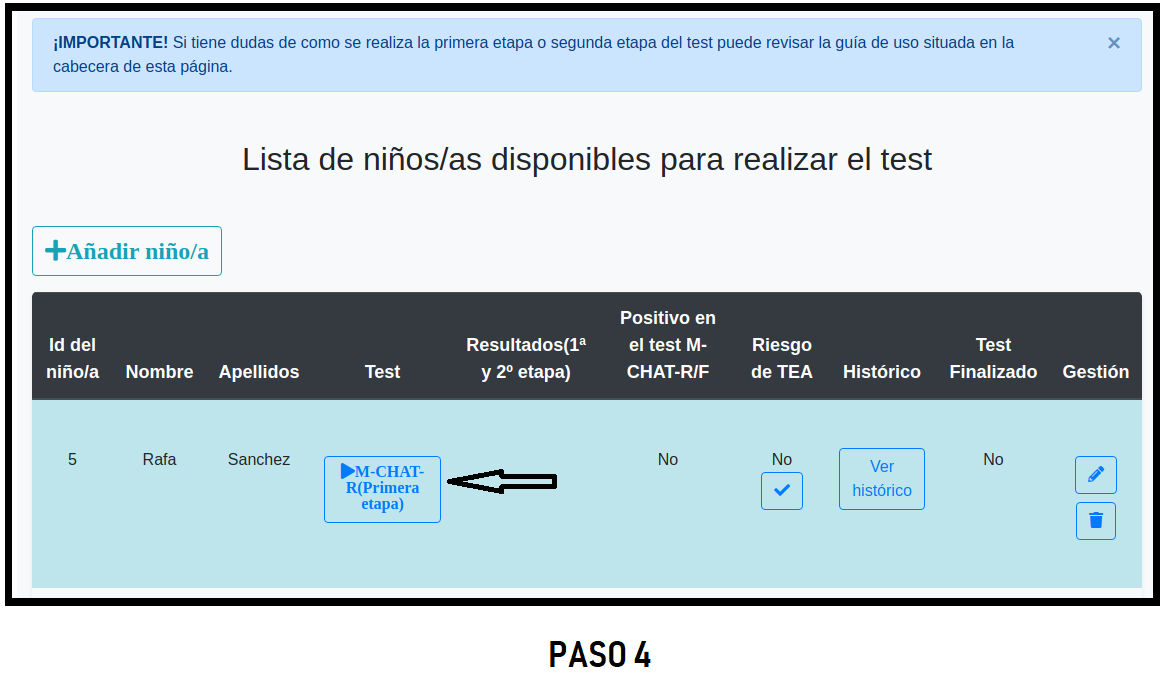 ¡IMPORTANTE! Si tiene dudas de como se realiza la primera etapa o segunda etapa del test puede revisar la guía de uso situada en la
cabecera de esta página.
×
Lista de niños/as disponibles para realizar el test
Añadir niño/a
Id del niño/a
Nombre
Apellidos
Test
Resultados(1ª y 2º etapa)
Positivo en el test M-CHAT-R/F
Riesgo de TEA
Histórico
Test Finalizado
Gestión
5
Rafa
Sanchez
M-CHAT-
R(Primera
etapa)
No
No
Ver
histórico
No
PASO 4